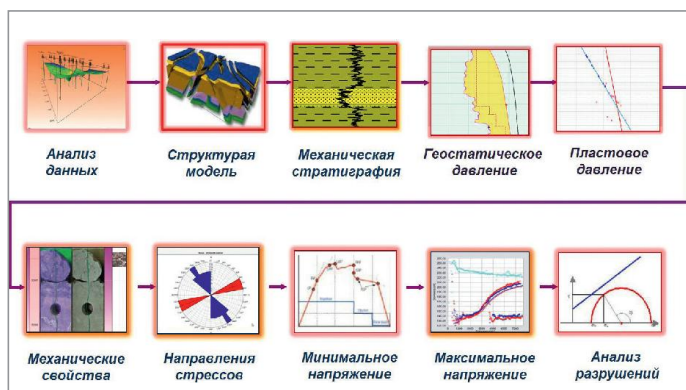 Анализ
данных
Структурая
модель
Механическая
стратиграфия
Геостатическое
давление
Пластовое
давление
Механические
свойства
Направления
стрессов
Минимальное
напряжение
Максимальное
напряжение
Анализ
разрушений